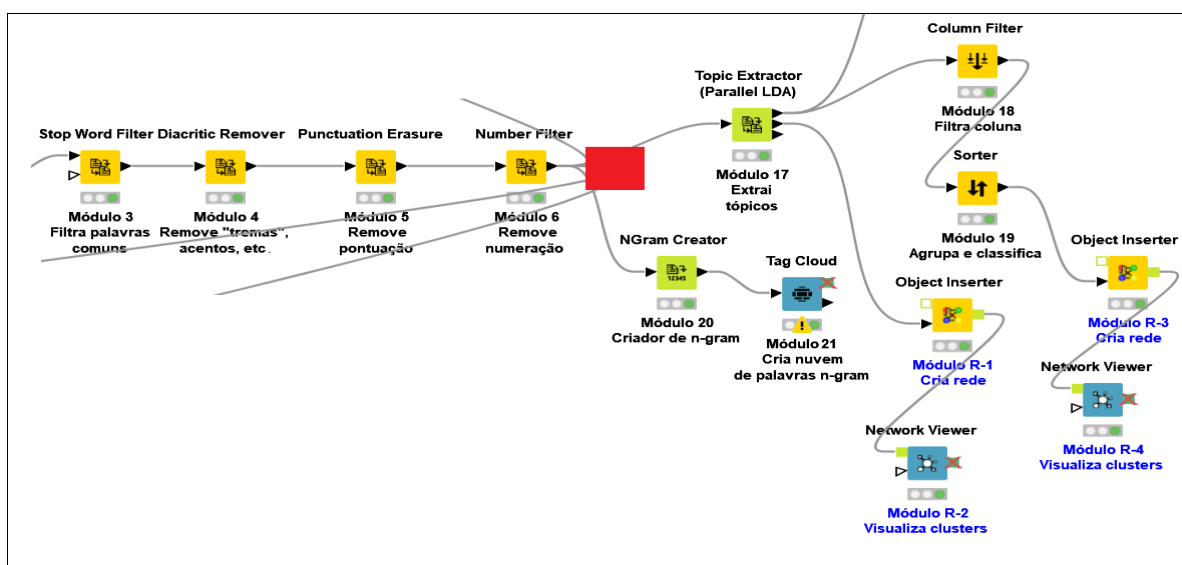 Stop Word Filter
Módulo 3
Filtra palavras
comuns
Diacritic Remover
Módulo 4
Remove "tremas",
acentos, etc.
Punctuation Erasure
Módulo 5
Remove
pontuação
Number Filter
Módulo 6
Remove
numeração
Topic Extractor
(Parallel LDA)
Módulo 17
Extrai
tópicos
NGram Creator
12345
Módulo 20
Criador de n-gram
Tag Cloud
Módulo 21
Cria nuvem
de palavras n-gram
Column Filter
Módulo 18
Filtra coluna
Sorter
Módulo 19
Agrupa e classifica
Object Inserter
Módulo R-1
Cria rede
Network Viewer
Módulo R-2
Visualiza clusters
Object Inserter
Módulo R-3
Cria rede
Network Viewer
Módulo R-4
Visualiza clusters